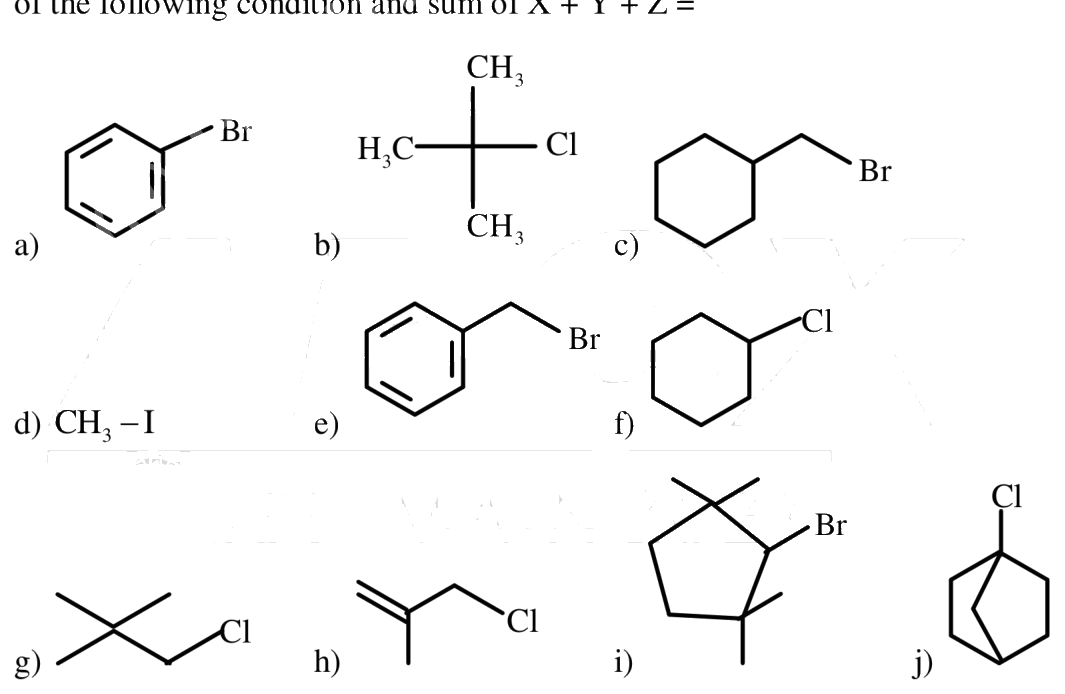 of the following condition and sum of X + Y + Z =
a) Br
b) CH₃ H₃C Cl CH₃
c) Br
d) CH₃ – I
e) Br
f) Cl
g) Cl
h) Cl
i) Br
j) Cl